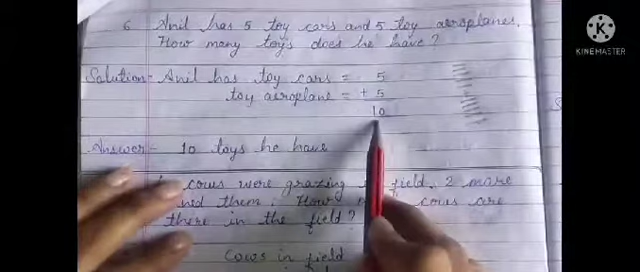 6 Anil has 5 toy cars and 5 toy aeroplanes.
How many toys does he have?
Solution- Anil has toy cars = 5
toy aeroplane = + 5
10
Answer - 10 toys he have
cows were grazing field. 2 more
them. How cows are
there in the field?
Cows in field
KINEMASTER